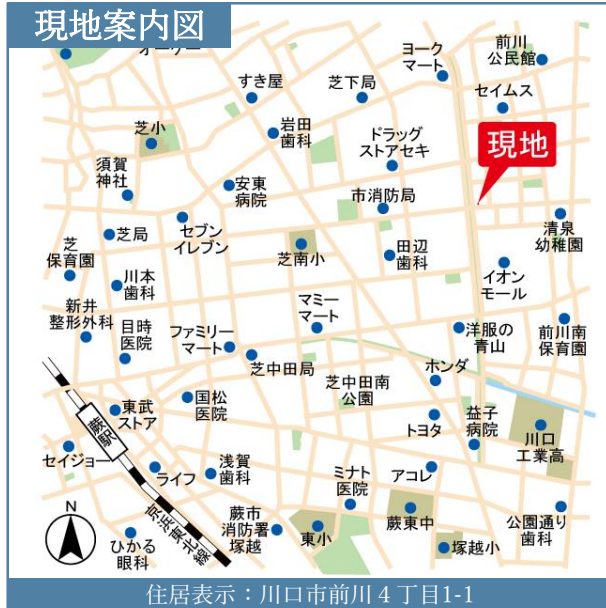 現地案内図
オーケー
ヨーク
マート
前川
公民館
すき屋
芝下局
セイムス
芝小
岩田
歯科
ドラッグ
ストアセキ
現地
須賀
神社
安東
病院
市消防局
セブン
イレブン
清泉
幼稚園
芝局
芝
保育園
芝南小
田辺
歯科
川本
歯科
イオン
モール
新井
整形外科
目時
医院
ファミリー
マート
マミー
マート
洋服の
青山
前川南
保育園
芝中田局
ホンダ
芝中田南
公園
国松
医院
東武
ストア
蕨駅
トヨタ
益子
病院
川口
工業高
セイジョー
ライフ
浅賀
歯科
ミナト
医院
アコレ
京浜東北線
N
蕨市
消防署
塚越
東小
蕨東中
公園通り
歯科
ひかる
眼科
塚越小
住居表示：川口市前川４丁目1-1